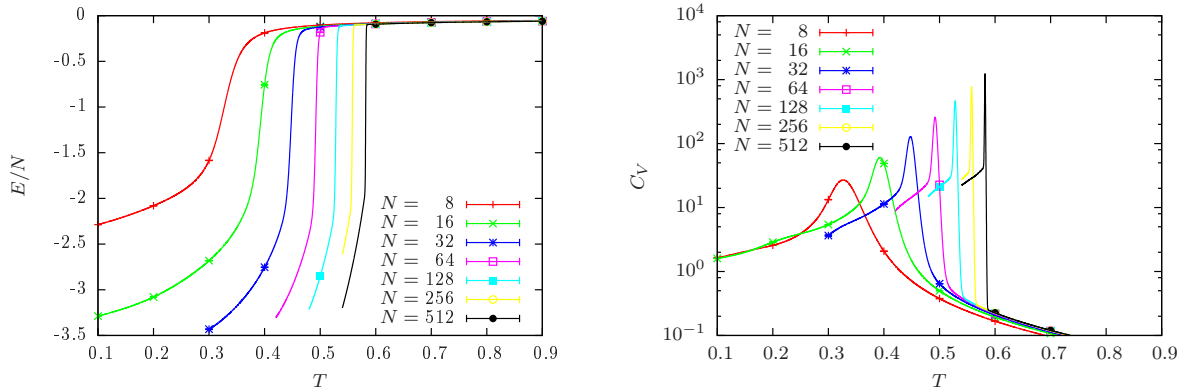 0
-0.5
-1
-1.5
-2
-2.5
-3
-3.5
0.1 0.2 0.3 0.4 0.5 0.6 0.7 0.8 0.9
E/N
T
N = 8
N = 16
N = 32
N = 64
N = 128
N = 256
N = 512
10^4
10^3
10^2
10^1
10^0
10^-1
0.1 0.2 0.3 0.4 0.5 0.6 0.7 0.8 0.9
C_V
T
N = 8
N = 16
N = 32
N = 64
N = 128
N = 256
N = 512